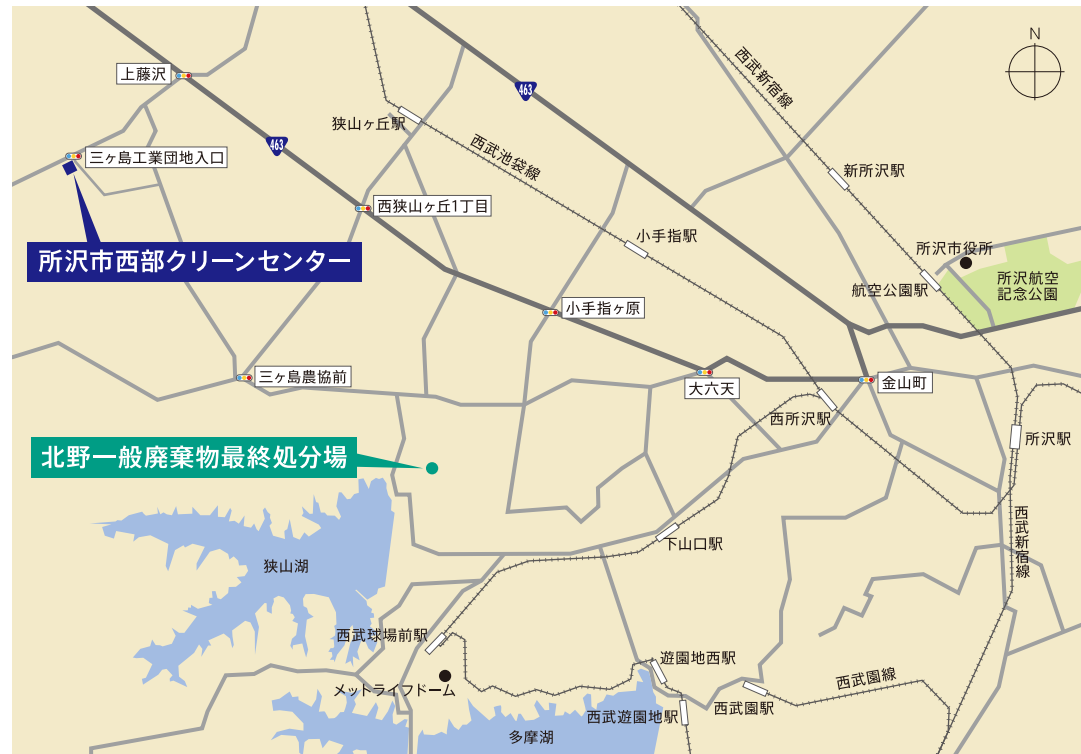 N
463
上藤沢
西武新宿線
狭山ヶ丘駅
463
西武池袋線
三ヶ島工業団地入口
新所沢駅
西狭山ヶ丘1丁目
小手指駅
所沢市役所
所沢市西部クリーンセンター
航空公園駅
所沢航空
記念公園
小手指ヶ原
三ヶ島農協前
大六天
金山町
西所沢駅
所沢駅
北野一般廃棄物最終処分場
西武新宿線
下山口駅
狭山湖
西武球場前駅
遊園地西駅
メットライフドーム
西武園線
西武園駅
西武遊園地駅
多摩湖